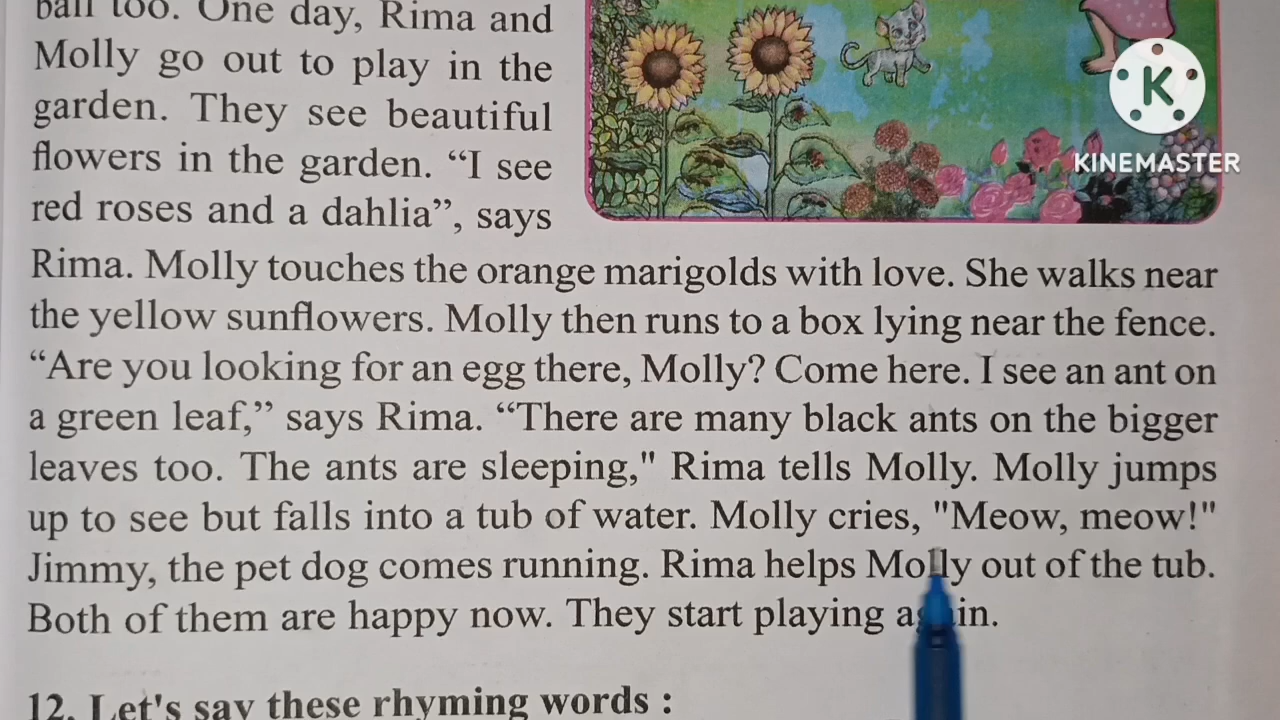 ball too. One day, Rima and
Molly go out to play in the
garden. They see beautiful
flowers in the garden. “I see
red roses and a dahlia”, says
Rima. Molly touches the orange marigolds with love. She walks near
the yellow sunflowers. Molly then runs to a box lying near the fence.
“Are you looking for an egg there, Molly? Come here. I see an ant on
a green leaf,” says Rima. “There are many black ants on the bigger
leaves too. The ants are sleeping," Rima tells Molly. Molly jumps
up to see but falls into a tub of water. Molly cries, "Meow, meow!"
Jimmy, the pet dog comes running. Rima helps Molly out of the tub.
Both of them are happy now. They start playing again.
12. Let's say these rhyming words :
K
KINEMASTER